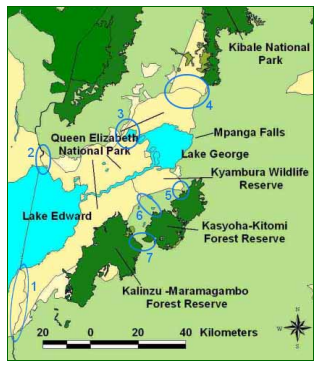 Kibale National
Park
4
3
Mpanga Falls
Queen Elizabeth
National Park
2
Lake George
Kyambura Wildlife
Reserve
5
Lake Edward
6
Kasyoha-Kitomi
Forest Reserve
7
1
Kalinzu -Maramagambo
Forest Reserve
20 0 20 40 Kilometers
N
W E
S